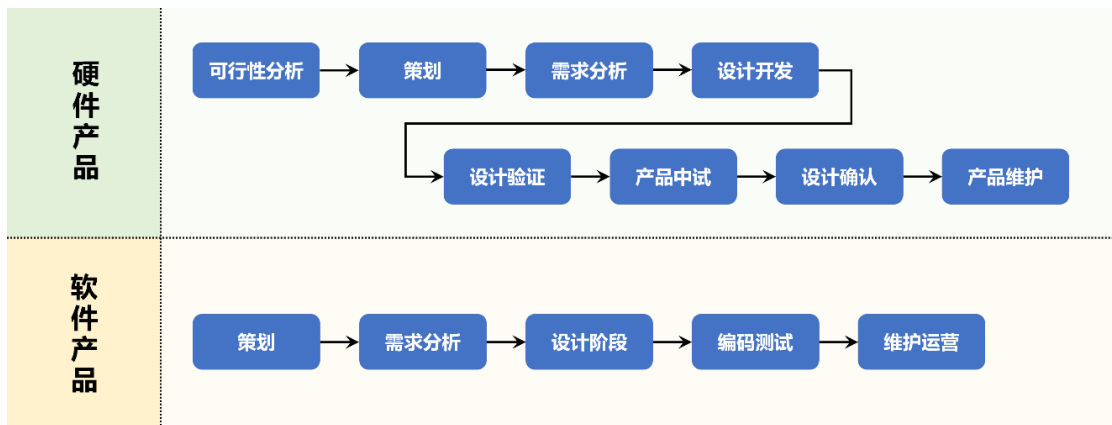 硬件产品
可行性分析
策划
需求分析
设计开发
设计验证
产品中试
设计确认
产品维护
软件产品
策划
需求分析
设计阶段
编码测试
维护运营